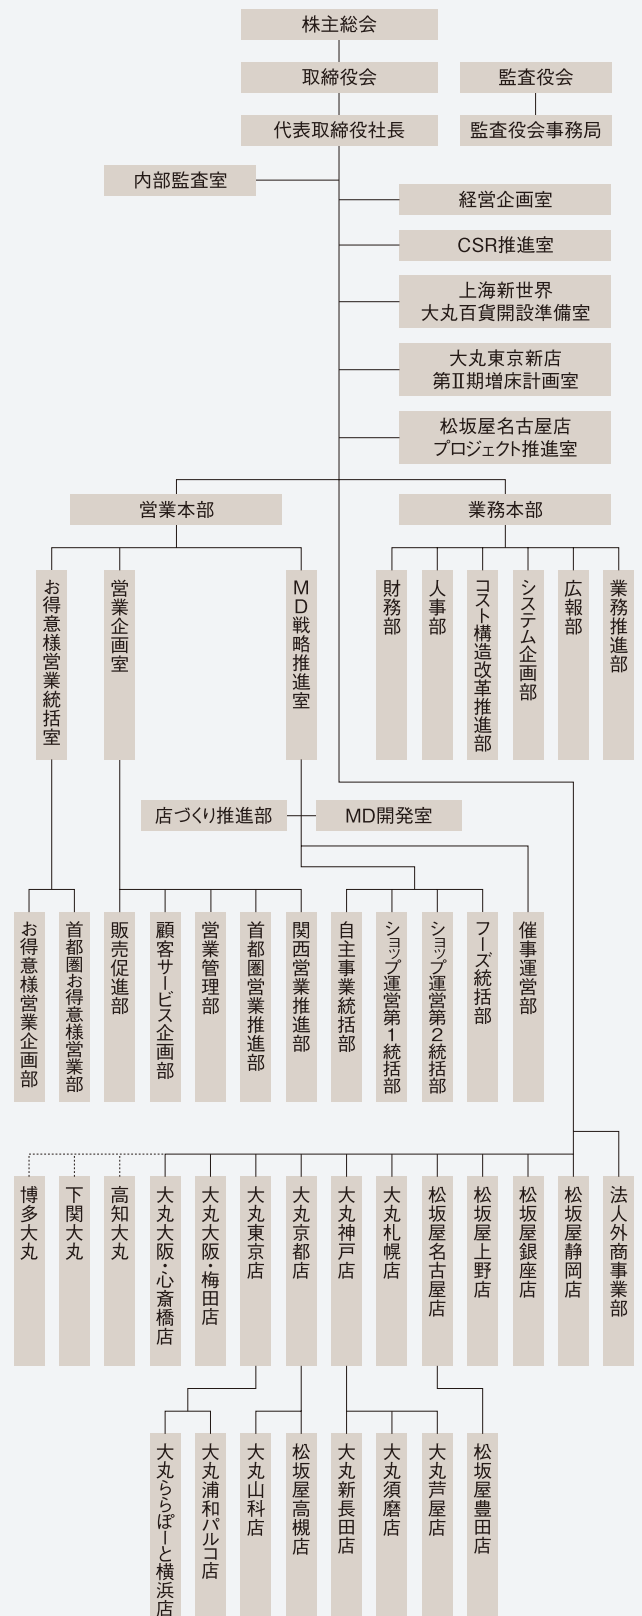 株主総会
取締役会
監査役会
代表取締役社長
監査役会事務局
内部監査室
経営企画室
CSR推進室
上海新世界
大丸百貨開設準備室
大丸東京新店
第Ⅱ期増床計画室
松坂屋名古屋店
プロジェクト推進室
営業本部
業務本部
お得意様営業統括室
営業企画室
MD戦略推進室
財務部
人事部
コスト構造改革推進部
システム企画部
広報部
業務推進部
店づくり推進部
MD開発室
お得意様営業企画部
首都圏お得意様営業部
販売促進部
顧客サービス企画部
営業管理部
首都圏営業推進部
関西営業推進部
自主事業統括部
ショップ運営第1統括部
ショップ運営第2統括部
フーズ統括部
催事運営部
博多大丸
下関大丸
高知大丸
大丸大阪・心斎橋店
大丸大阪・梅田店
大丸東京店
大丸京都店
大丸神戸店
大丸札幌店
松坂屋名古屋店
松坂屋上野店
松坂屋銀座店
松坂屋静岡店
法人外商事業部
大丸ららぽーと横浜店
大丸浦和パルコ店
大丸山科店
松坂屋高槻店
大丸新長田店
大丸須磨店
大丸芦屋店
松坂屋豊田店